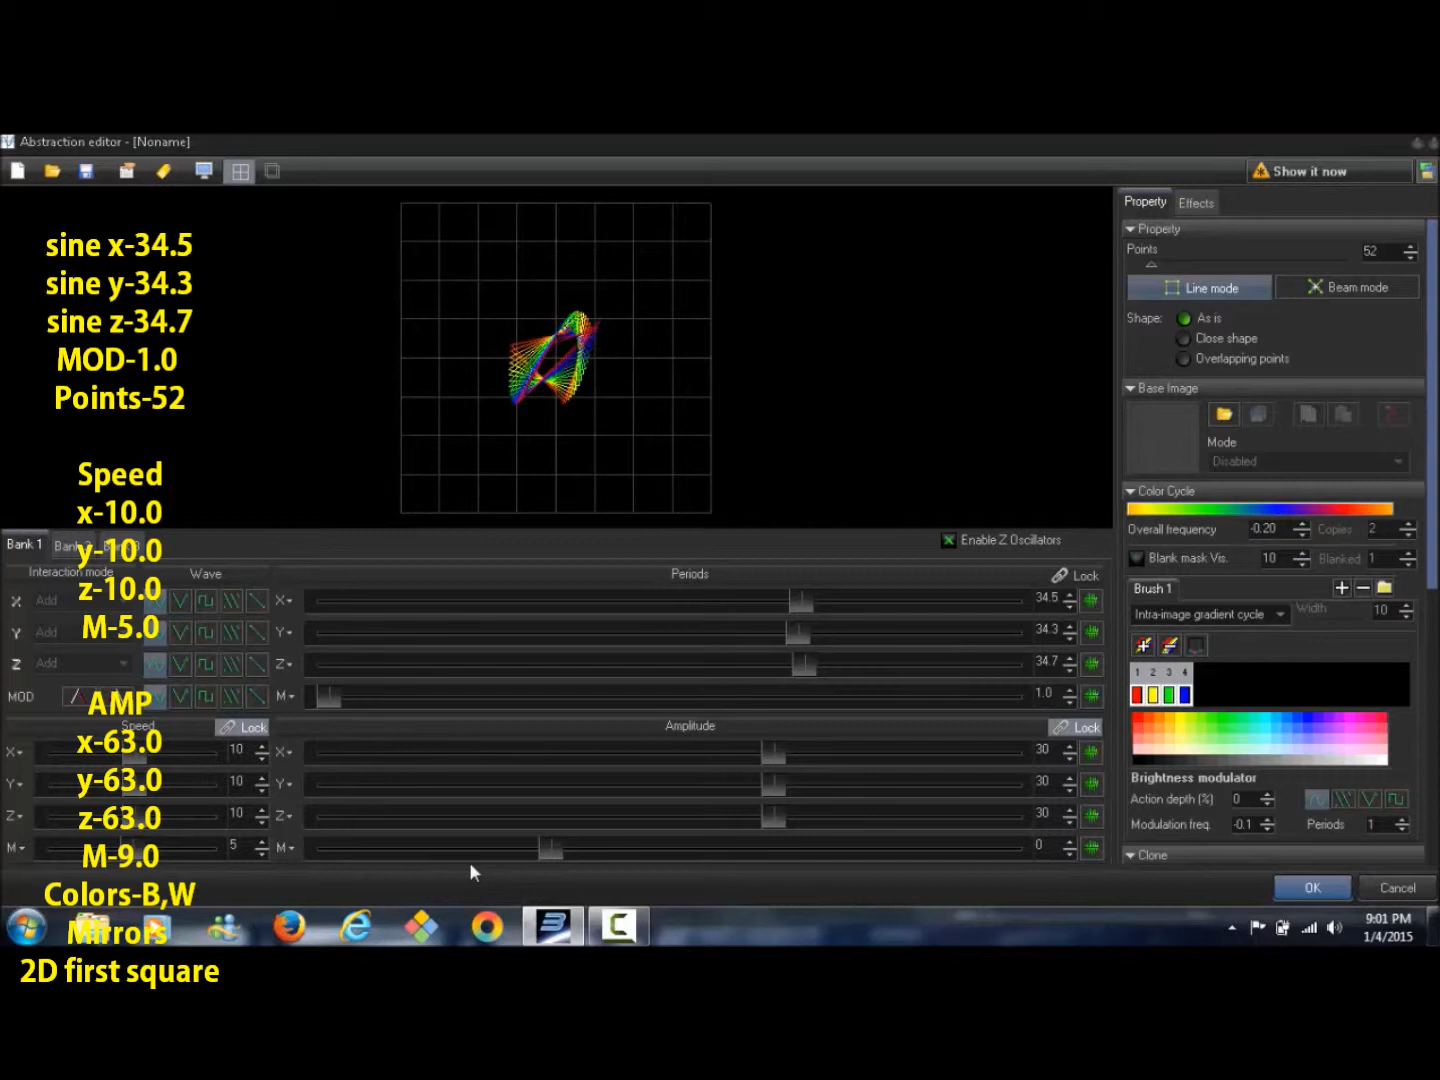 Abstraction editor - [Noname]
Show it now
Property
Effects
Property
Points
52
Line mode
Beam mode
Shape:
As is
Close shape
Overlapping points
Base Image
Mode
Disabled
Color Cycle
Overall frequency
-0.20
Copies
2
Blank mask Vis.
10
Blanked
1
Brush 1
Intra-image gradient cycle
Width
10
1 2 3 4
Brightness modulator
Action depth (%)
0
Modulation freq.
-0.1
Periods
1
Clone
OK
Cancel
sine x-34.5
sine y-34.3
sine z-34.7
MOD-1.0
Points-52
Speed
x-10.0
y-10.0
z-10.0
M-5.0
AMP
x-63.0
y-63.0
z-63.0
M-9.0
Colors-B,W
Mirrors
2D first square
Bank 1
Enable Z Oscillators
Interaction mode
Wave
Periods
Lock
X
Add
X
34.5
Y
Add
Y
34.3
Z
Add
Z
34.7
MOD
M
1.0
Speed
Lock
Amplitude
Lock
X
10
X
30
Y
10
Y
30
Z
10
Z
30
M
5
M
0
9:01 PM
1/4/2015